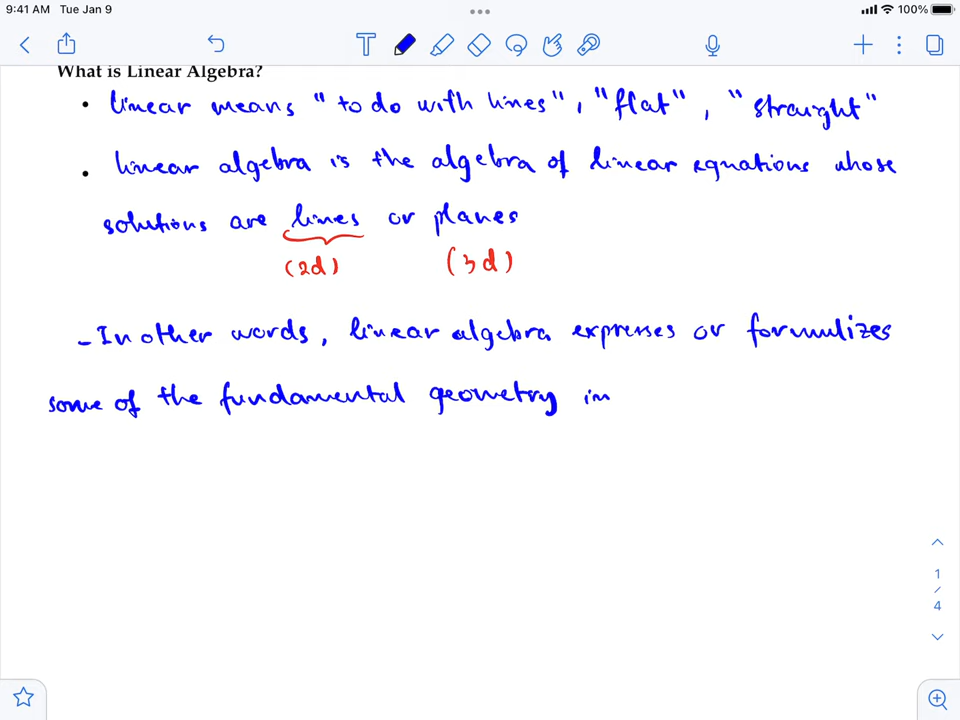 9:41 AM Tue Jan 9
100%
What is Linear Algebra?
• linear means "to do with lines", "flat", "straight"
• linear algebra is the algebra of linear equations whose
solutions are lines or planes
(2d) (3d)
- In other words, linear algebra expresses or formulizes
some of the fundamental geometry in
1
/
4